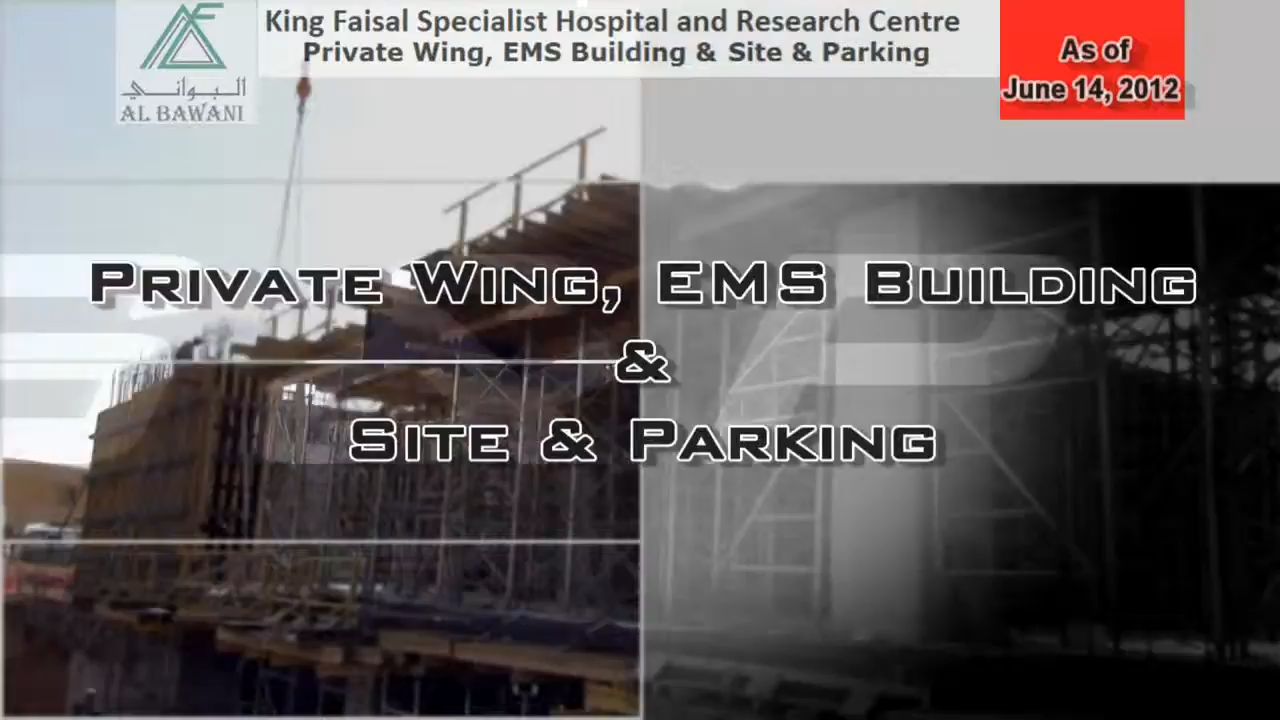 King Faisal Specialist Hospital and Research Centre
Private Wing, EMS Building & Site & Parking
As of
June 14, 2012
البواني
AL BAWANI
PRIVATE WING, EMS BUILDING
&
SITE & PARKING